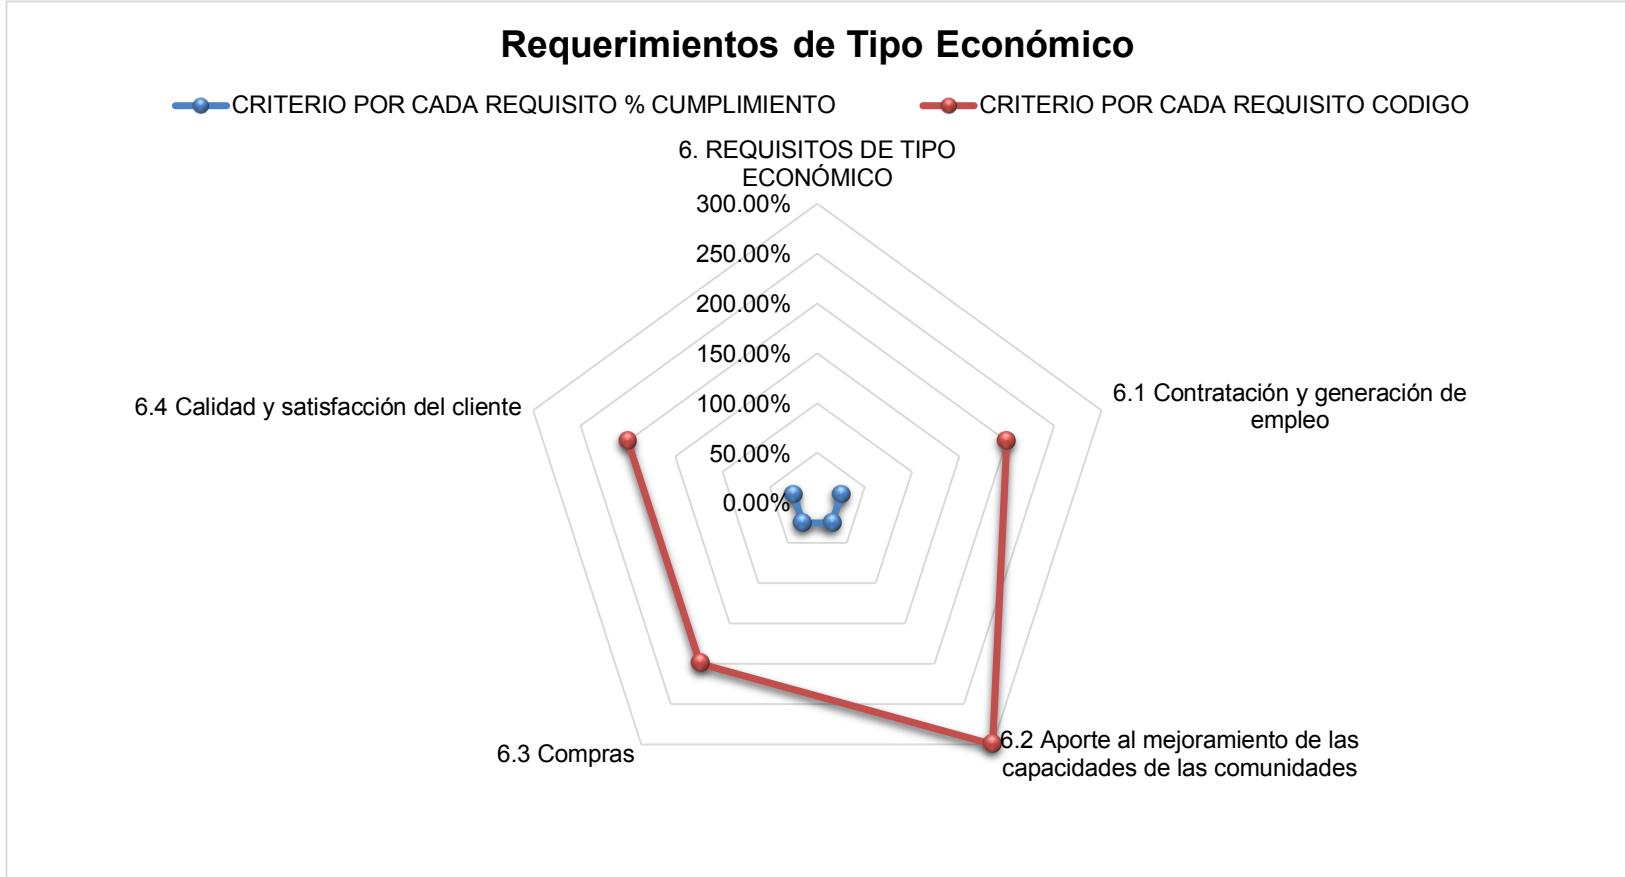 Requerimientos de Tipo Económico
CRITERIO POR CADA REQUISITO % CUMPLIMIENTO
CRITERIO POR CADA REQUISITO CODIGO
6. REQUISITOS DE TIPO
ECONÓMICO
300.00%
250.00%
200.00%
150.00%
100.00%
50.00%
0.00%
6.1 Contratación y generación de
empleo
6.2 Aporte al mejoramiento de las
capacidades de las comunidades
6.3 Compras
6.4 Calidad y satisfacción del cliente